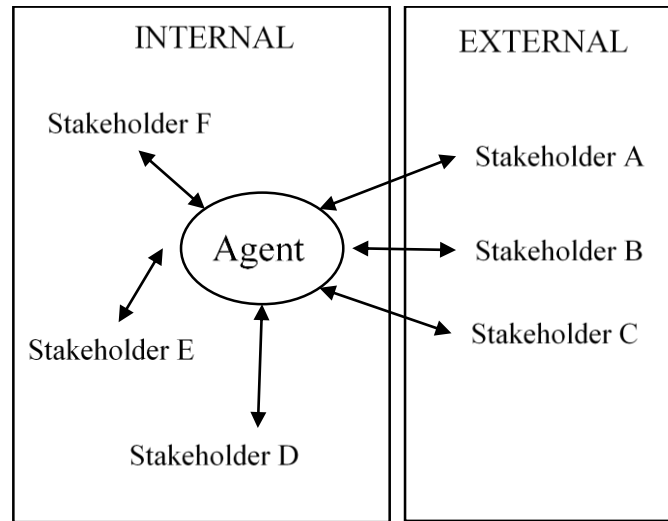 INTERNAL
EXTERNAL
Stakeholder F
Stakeholder A
Agent
Stakeholder B
Stakeholder E
Stakeholder C
Stakeholder D